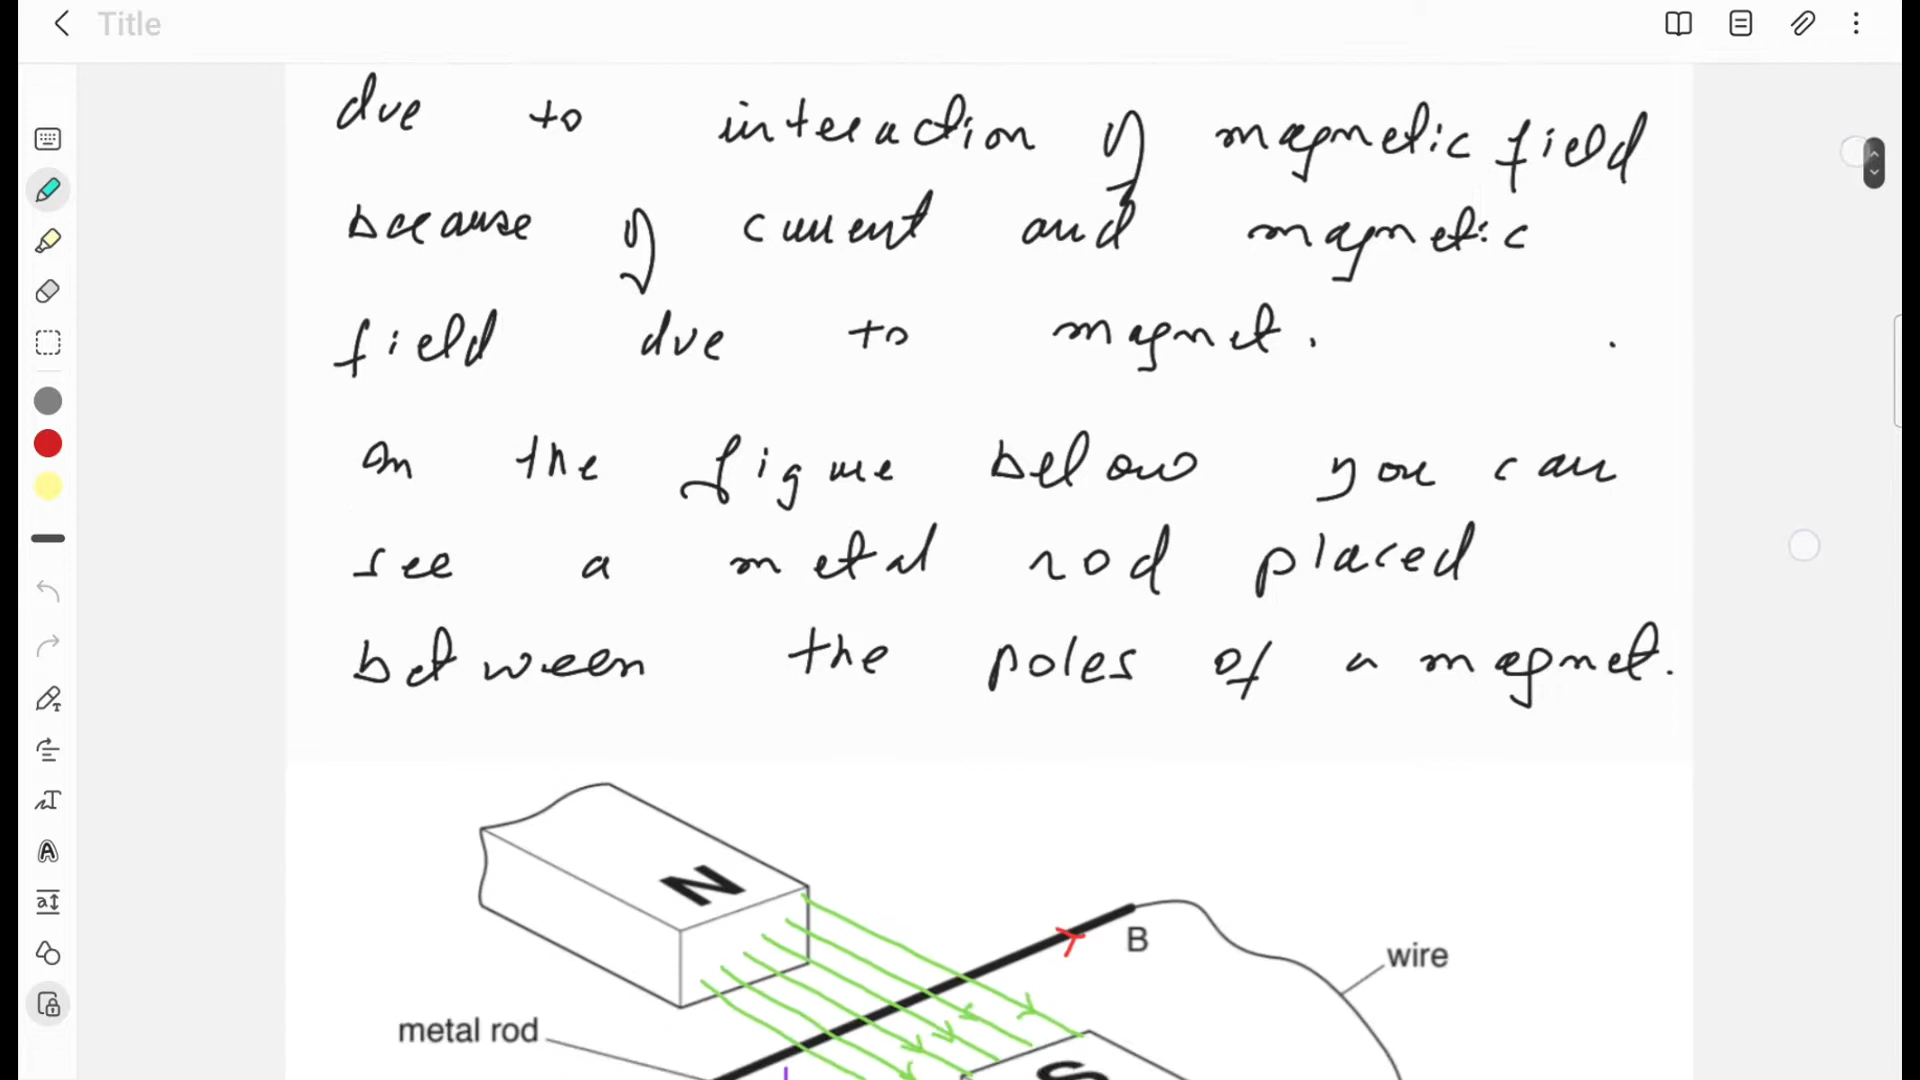 Title
due to interaction of magnetic field
because of current and magnetic
field due to magnet.
In the figure below you can
see a metal rod placed
between the poles of a magnet.
N
B
wire
metal rod
S